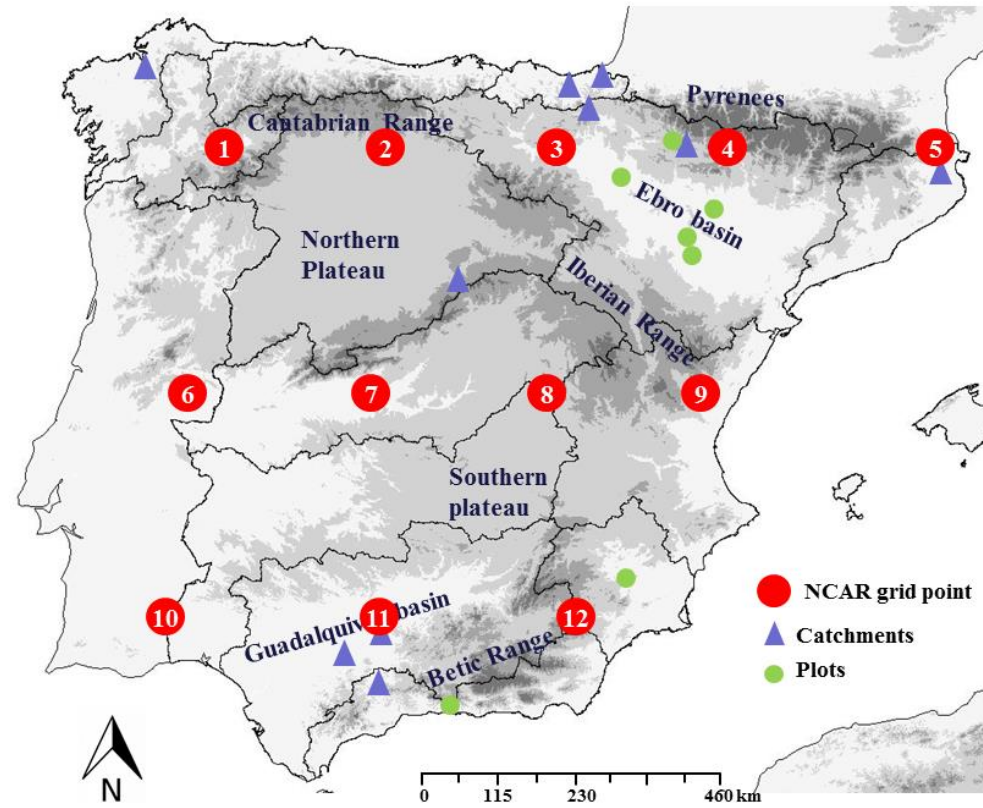 Pyrenees
Cantabrian Range
1
2
3
4
5
Ebro basin
Northern
Plateau
Iberian Range
6
7
8
9
Southern
plateau
NCAR grid point
10
11
12
Guadalquiv basin
Betic Range
Catchments
Plots
N
0 115 230 460 km